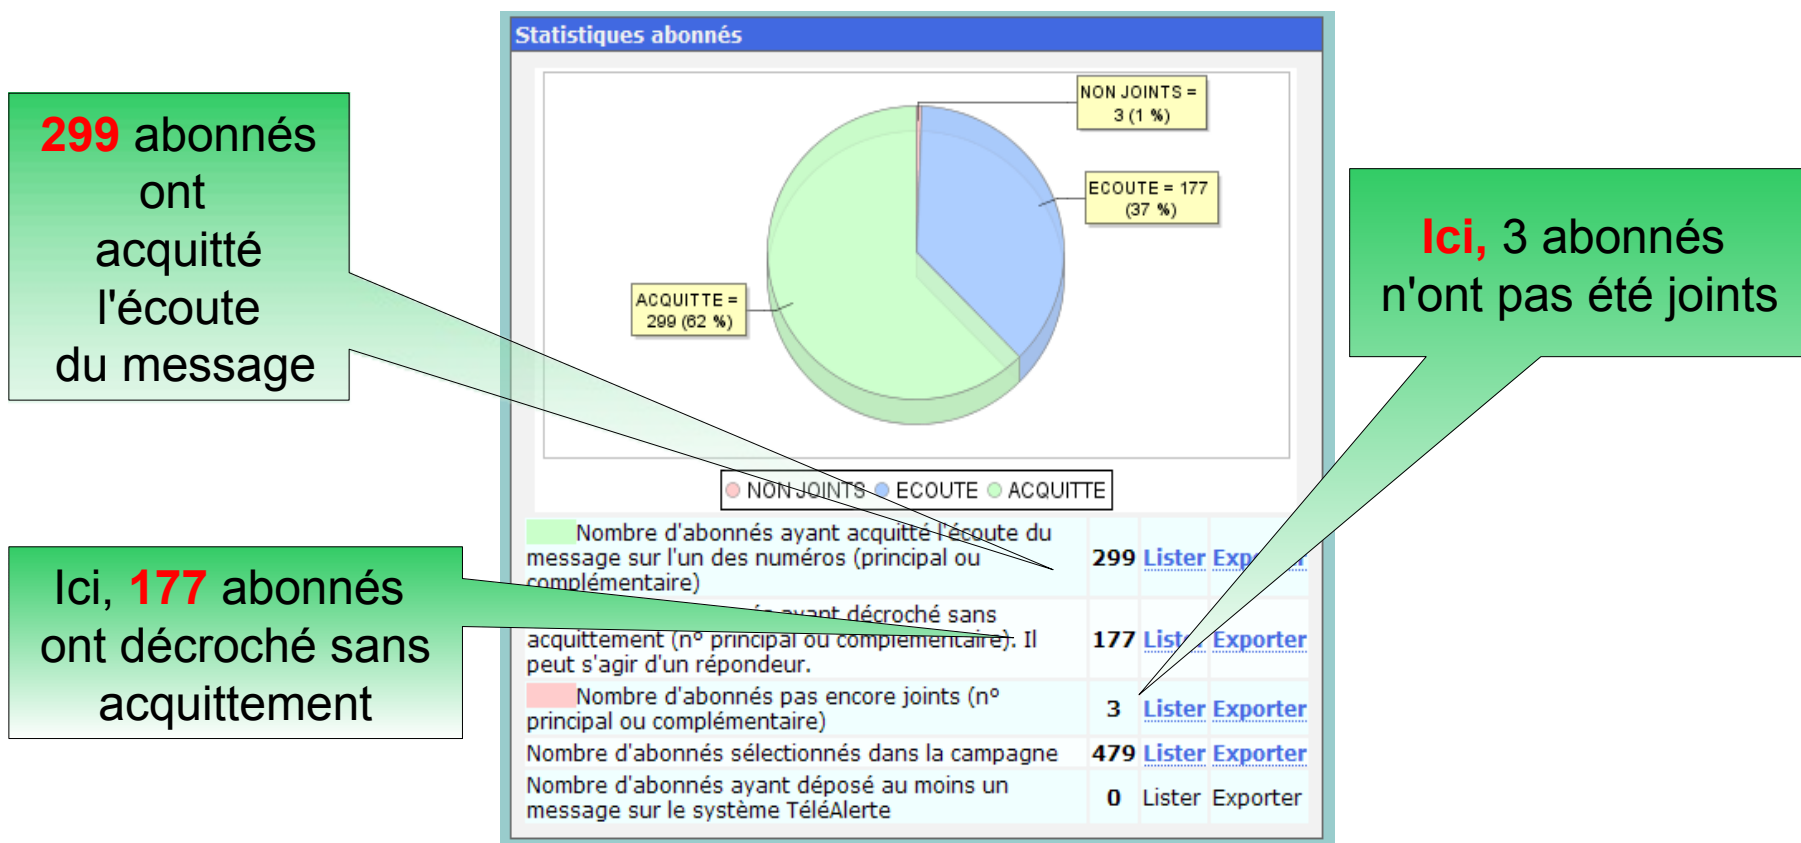 Statistiques abonnés
NON JOINTS =
3 (1 %)
ECOUTE = 177
(37 %)
ACQUITTE =
299 (62 %)
NON JOINTS ECOUTE ACQUITTE
299 abonnés
ont
acquitté
l'écoute
du message
Ici, 3 abonnés
n'ont pas été joints
Ici, 177 abonnés
ont décroché sans
acquittement
Nombre d'abonnés ayant acquitté l'écoute du
message sur l'un des numéros (principal ou
complémentaire)
299 Lister Exporter
ayant décroché sans
acquittement (n° principal ou complémentaire). Il
peut s'agir d'un répondeur.
177 Lister Exporter
Nombre d'abonnés pas encore joints (n°
principal ou complémentaire)
3 Lister Exporter
Nombre d'abonnés sélectionnés dans la campagne 479 Lister Exporter
Nombre d'abonnés ayant déposé au moins un
message sur le système TéléAlerte
0 Lister Exporter